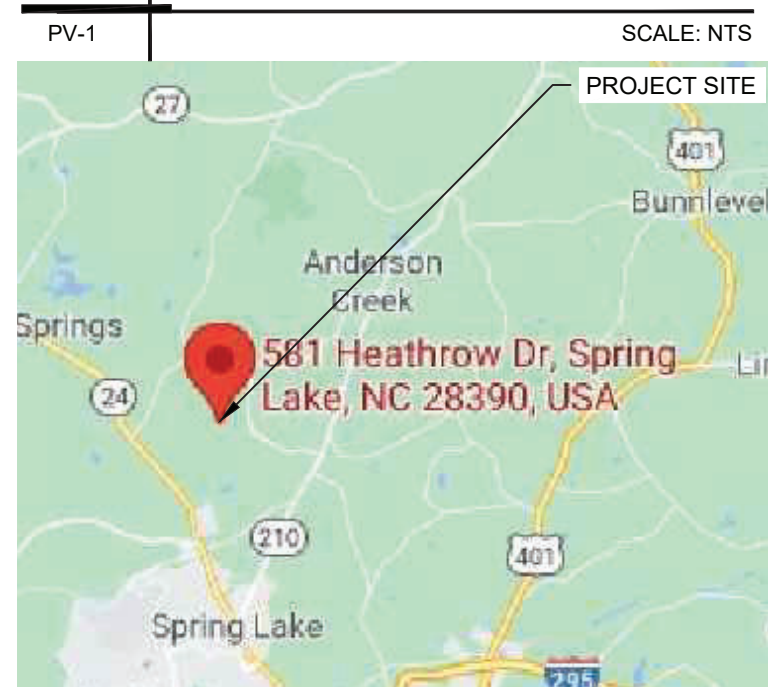 PV-1
SCALE: NTS
PROJECT SITE
27
401
Bunnlevel
Anderson
Creek
Springs
581 Heathrow Dr, Spring
Lake, NC 28390, USA
Lin
24
210
401
Spring Lake
295